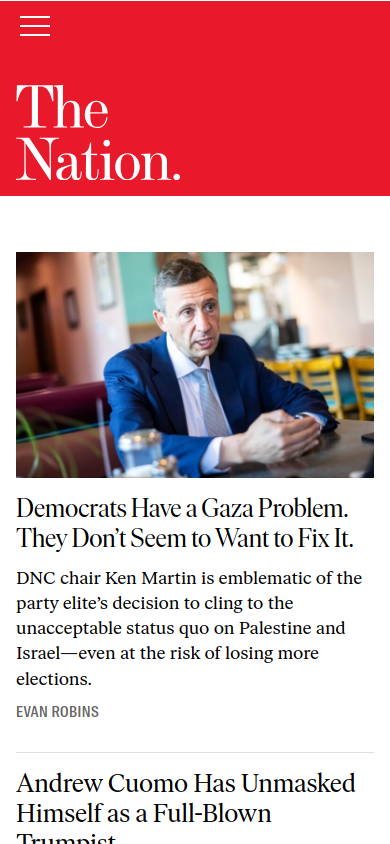 The
Nation.
Democrats Have a Gaza Problem.
They Don’t Seem to Want to Fix It.
DNC chair Ken Martin is emblematic of the
party elite’s decision to cling to the
unacceptable status quo on Palestine and
Israel—even at the risk of losing more
elections.
EVAN ROBINS
Andrew Cuomo Has Unmasked
Himself as a Full-Blown
Trumpist